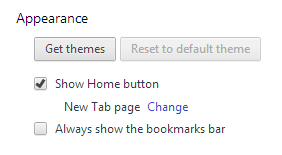 Appearance
Get themes Reset to default theme
Show Home button
New Tab page Change
Always show the bookmarks bar